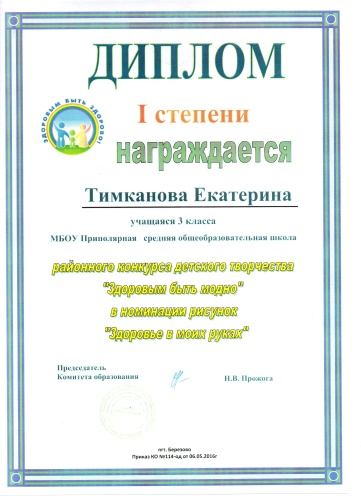 ДИПЛОМ
ЗДОРОВЫМ БЫТЬ ЗДОРОВО!
I степени
награждается
Тимканова Екатерина
учащаяся 3 класса
МБОУ Приполярная средняя общеобразовательная школа
районного конкурса детского творчества
"Здоровым быть модно"
в номинации рисунок
"Здоровье в моих руках"
Председатель
Комитета образования
Н.В. Прожога
пгт. Березово
Приказ КО №114-од от 06.05.2016г